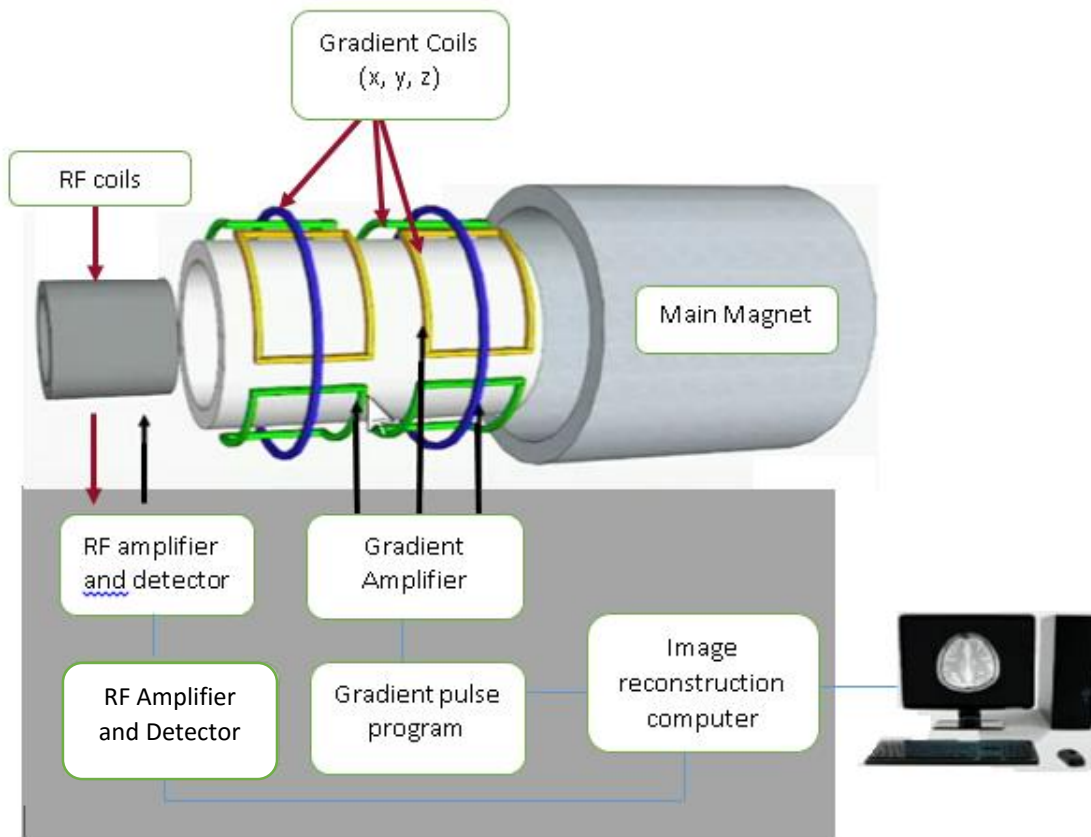 Gradient Coils
(x, y, z)
RF coils
Main Magnet
RF amplifier
and detector
Gradient
Amplifier
RF Amplifier
and Detector
Gradient pulse
program
Image
reconstruction
computer